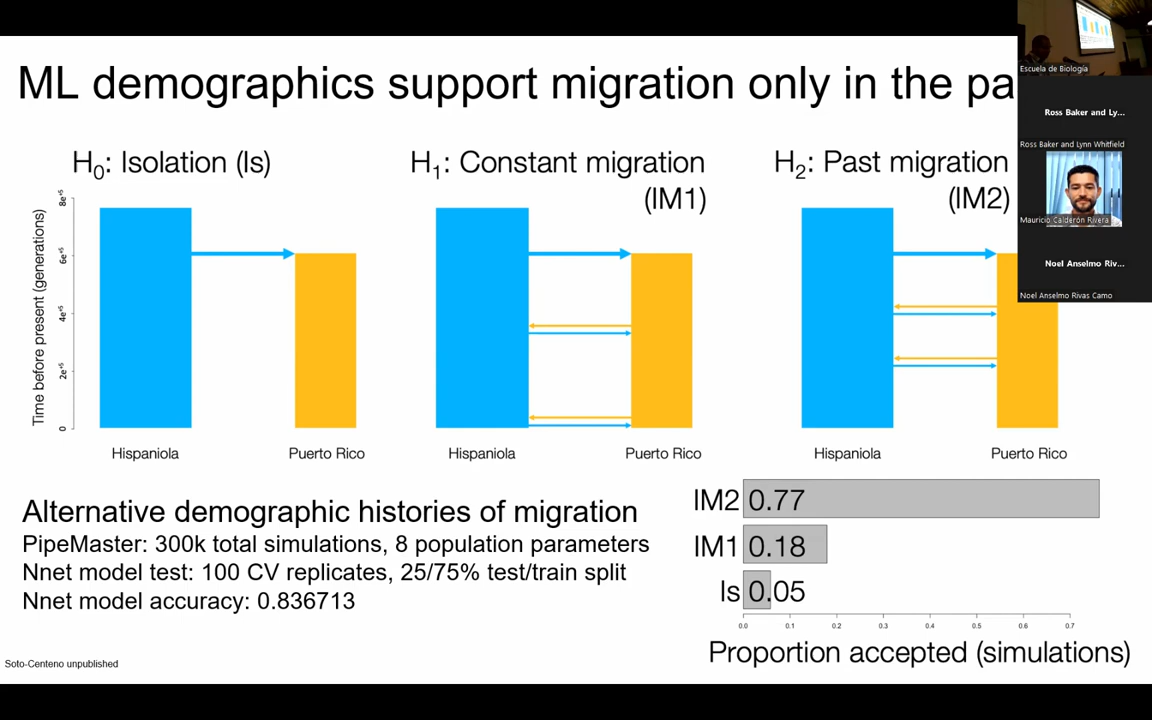 ML demographics support migration only in the pa
H0: Isolation (Is)
H1: Constant migration
(IM1)
H2: Past migration
(IM2)
Time before present (generations)
8e+5
6e+5
4e+5
2e+5
0
Hispaniola
Puerto Rico
Hispaniola
Puerto Rico
Hispaniola
Puerto Rico
Alternative demographic histories of migration
PipeMaster: 300k total simulations, 8 population parameters
Nnet model test: 100 CV replicates, 25/75% test/train split
Nnet model accuracy: 0.836713
IM2 0.77
IM1 0.18
Is 0.05
0.0 0.1 0.2 0.3 0.4 0.5 0.6 0.7
Proportion accepted (simulations)
Soto-Centeno unpublished
Escuela de Biología
Ross Baker and Ly...
Ross Baker and Lynn Whitfield
Mauricio Calderón Rivera
Noel Anselmo Riv...
Noel Anselmo Rivas Camo